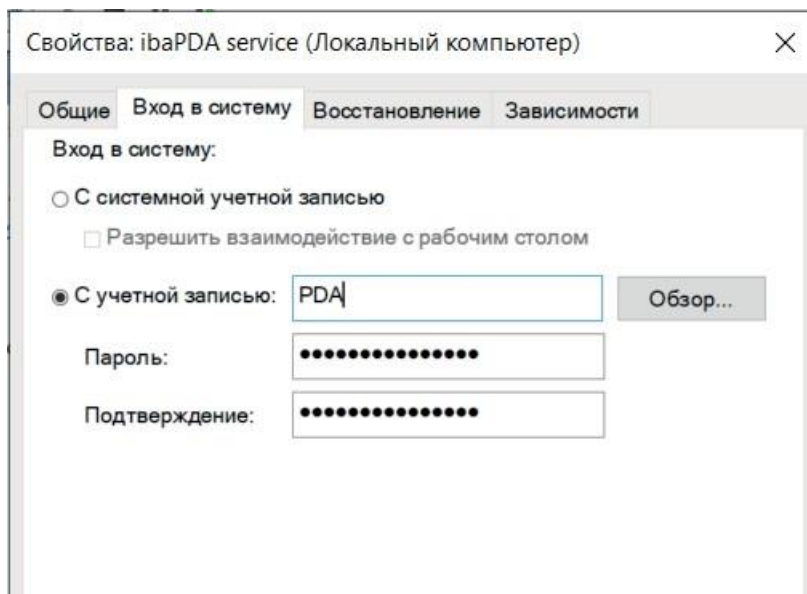 Свойства: ibaPDA service (Локальный компьютер)
Общие Вход в систему Восстановление Зависимости
Вход в систему:
С системной учетной записью
Разрешить взаимодействие с рабочим столом
С учетной записью: PDA Обзор...
Пароль: •••••••••••••••
Подтверждение: •••••••••••••••